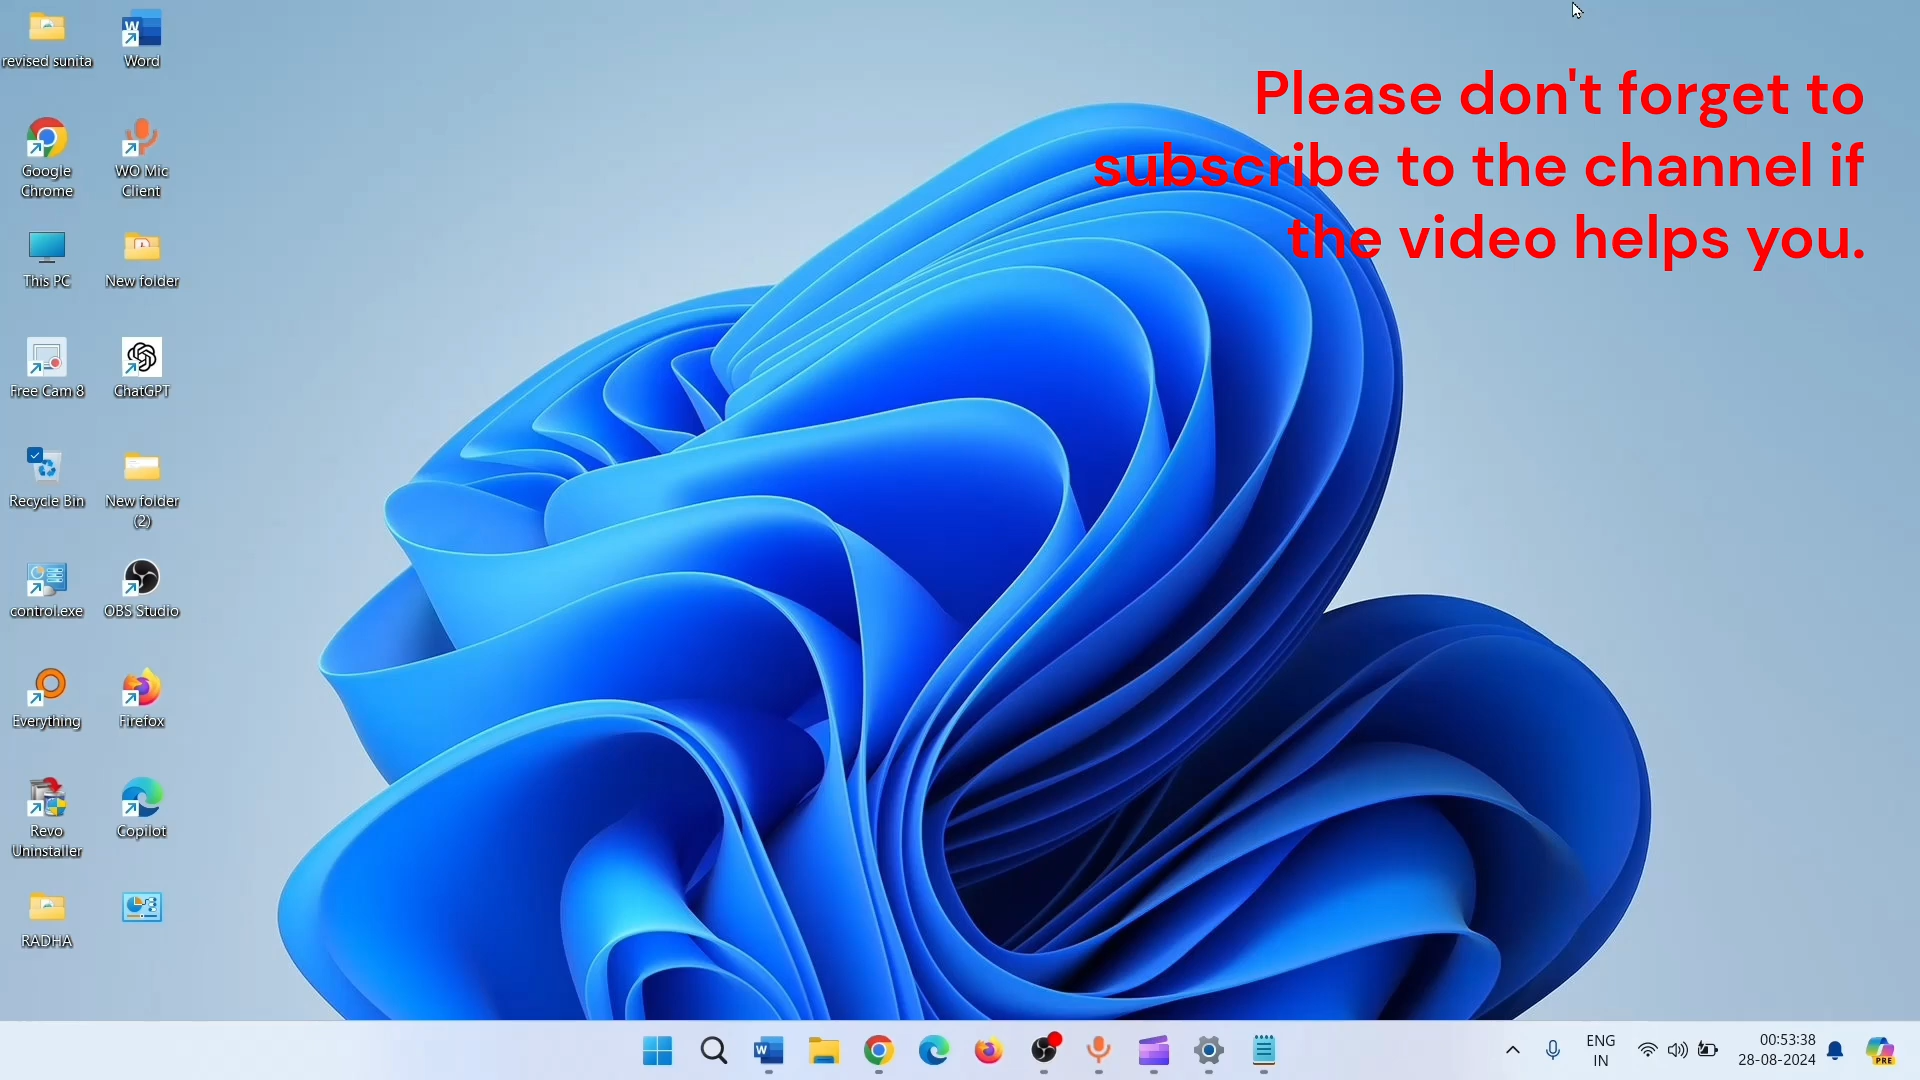 revised sunita
Word
Google
Chrome
WO Mic
Client
This PC
New folder
Free Cam 8
ChatGPT
Recycle Bin
New folder
(2)
control.exe
OBS Studio
Everything
Firefox
Revo
Uninstaller
Copilot
RADHA
Please don't forget to
subscribe to the channel if
the video helps you.
W
W
ENG
IN
00:53:38
28-08-2024
PRE